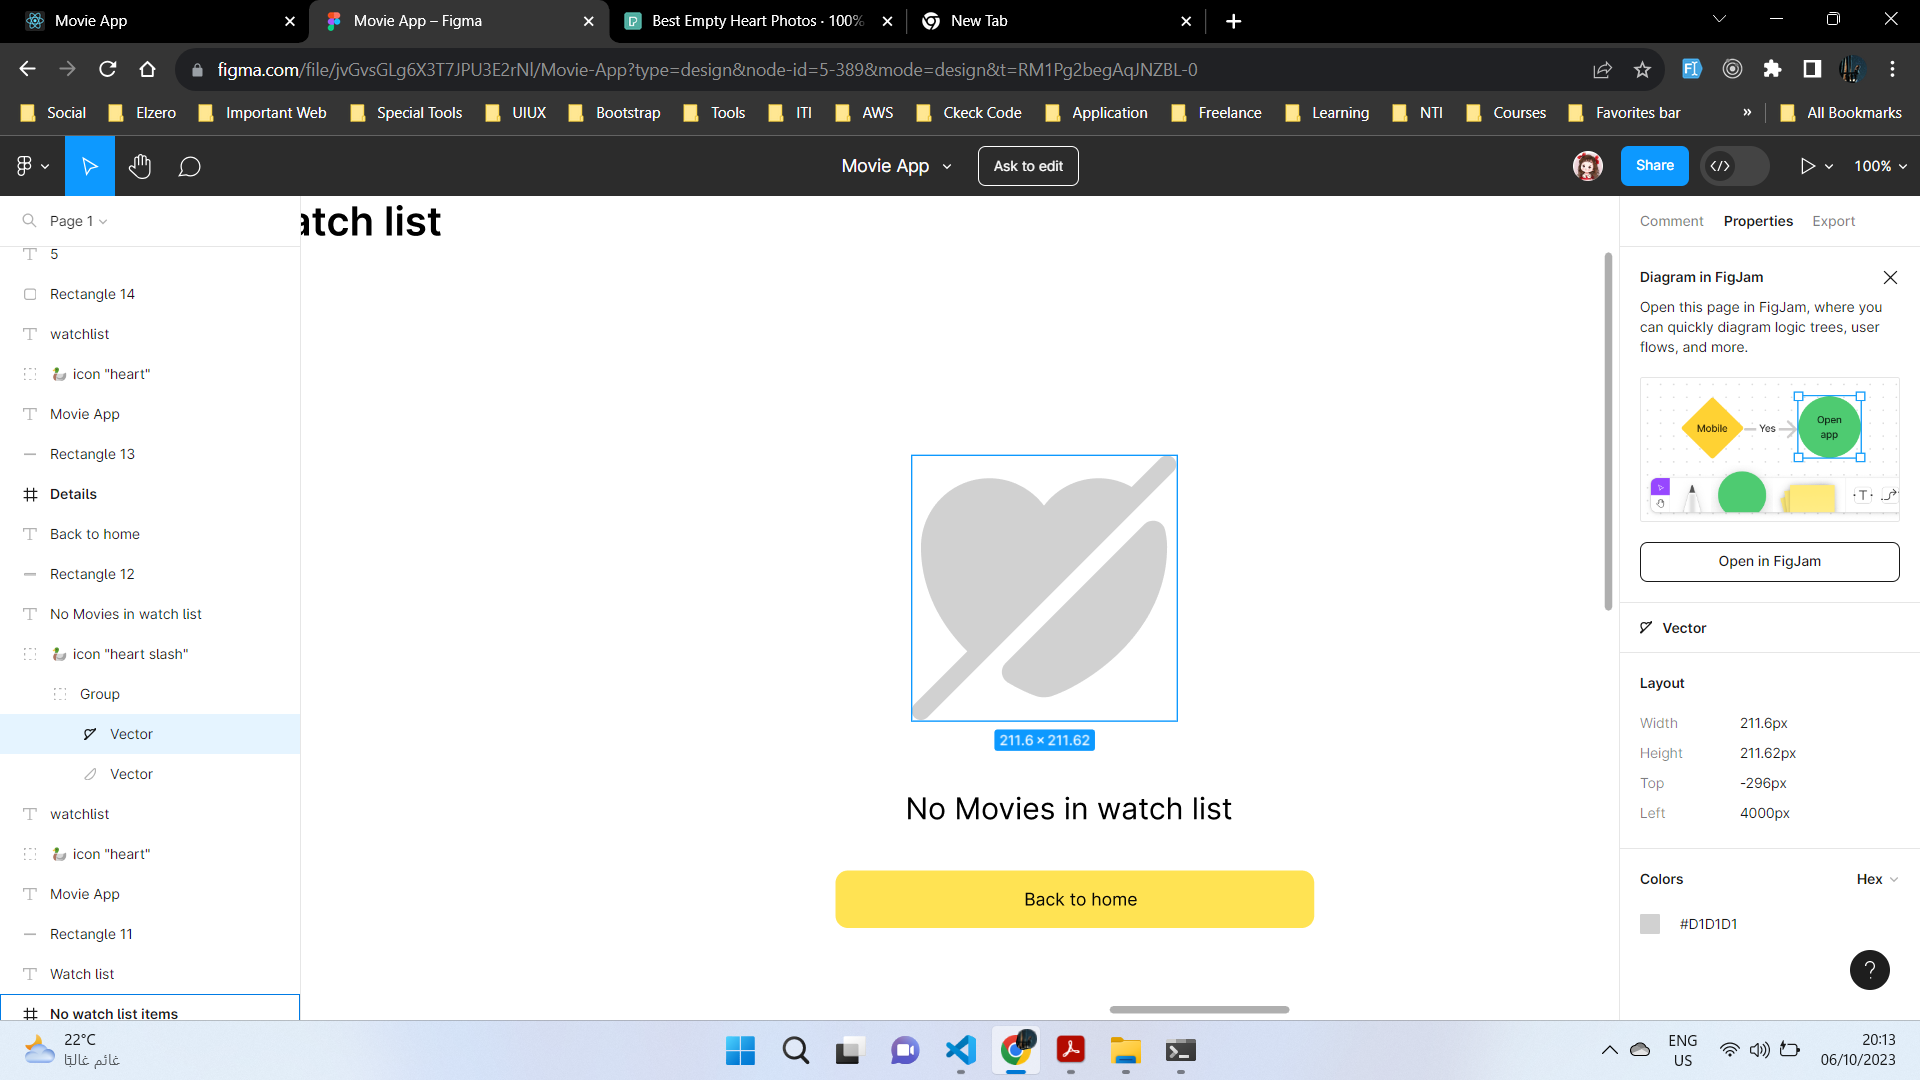 Movie App
Movie App – Figma
Best Empty Heart Photos · 100%
New Tab
figma.com/file/jvGvsGLg6X3T7JPU3E2rNl/Movie-App?type=design&node-id=5-389&mode=design&t=RM1Pg2begAqJNZBL-0
Social
Elzero
Important Web
Special Tools
UIUX
Bootstrap
Tools
ITI
AWS
Ckeck Code
Application
Freelance
Learning
NTI
Courses
Favorites bar
»
All Bookmarks
Movie App
Ask to edit
Share
100%
Page 1
5
Rectangle 14
watchlist
icon "heart"
Movie App
Rectangle 13
Details
Back to home
Rectangle 12
No Movies in watch list
icon "heart slash"
Group
Vector
Vector
watchlist
icon "heart"
Movie App
Rectangle 11
Watch list
No watch list items
atch list
211.6 × 211.62
No Movies in watch list
Back to home
Comment
Properties
Export
Diagram in FigJam
Open this page in FigJam, where you
can quickly diagram logic trees, user
flows, and more.
Mobile
Yes
Open
app
T
Open in FigJam
Vector
Layout
Width
211.6px
Height
211.62px
Top
-296px
Left
4000px
Colors
Hex
#D1D1D1
?
22°C
غائم غالبًا
ENG
US
20:13
06/10/2023